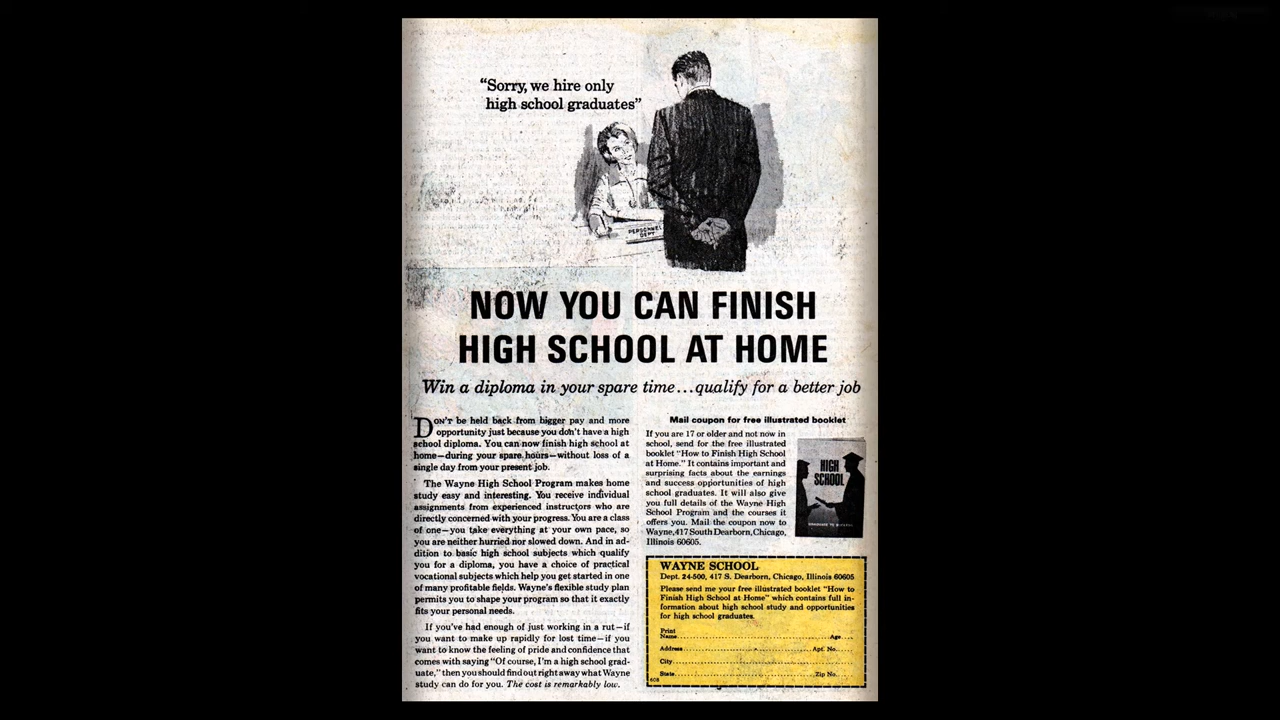 “Sorry, we hire only
high school graduates”
PERSONNEL
DEPT.
NOW YOU CAN FINISH
HIGH SCHOOL AT HOME
Win a diploma in your spare time...qualify for a better job
DON'T be held back from bigger pay and more
opportunity just because you don't have a high
school diploma. You can now finish high school at
home—during your spare hours—without loss of a
single day from your present job.
The Wayne High School Program makes home
study easy and interesting. You receive individual
assignments from experienced instructors who are
directly concerned with your progress. You are a class
of one—you take everything at your own pace, so
you are neither hurried nor slowed down. And in ad-
dition to basic high school subjects which qualify
you for a diploma, you have a choice of practical
vocational subjects which help you get started in one
of many profitable fields. Wayne's flexible study plan
permits you to shape your program so that it exactly
fits your personal needs.
If you've had enough of just working in a rut—if
you want to make up rapidly for lost time—if you
want to know the feeling of pride and confidence that
comes with saying “Of course, I'm a high school grad-
uate,” then you should find out right away what Wayne
study can do for you. The cost is remarkably low.
Mail coupon for free illustrated booklet
If you are 17 or older and not now in
school, send for the free illustrated
booklet “How to Finish High School
at Home.” It contains important and
surprising facts about the earnings
and success opportunities of high
school graduates. It will also give
you full details of the Wayne High
School Program and the courses it
offers you. Mail the coupon now to
Wayne, 417 South Dearborn, Chicago,
Illinois 60605.
HIGH
SCHOOL
WAYNE SCHOOL
Dept. 24-500, 417 S. Dearborn, Chicago, Illinois 60605
Please send me your free illustrated booklet “How to
Finish High School at Home” which contains full in-
formation about high school study and opportunities
for high school graduates.
Print
Name Age
Address Apt. No.
City
State Zip No.